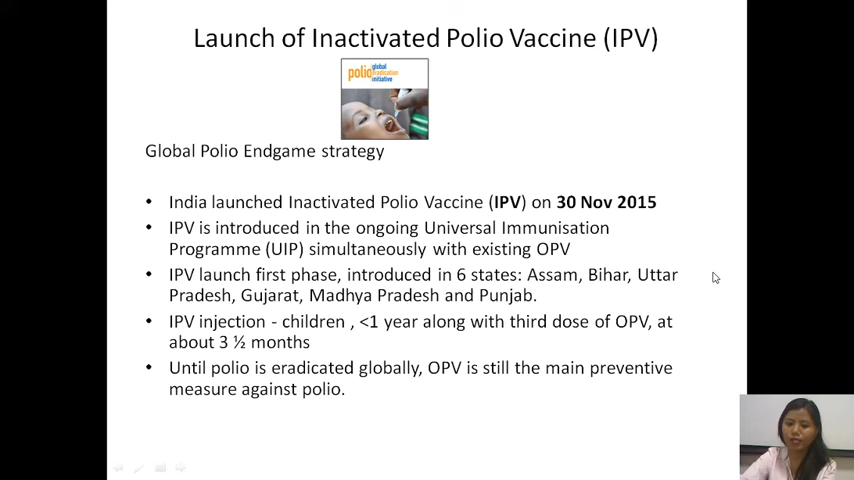 Launch of Inactivated Polio Vaccine (IPV)
polio global
eradication
initiative
Global Polio Endgame strategy
• India launched Inactivated Polio Vaccine (IPV) on 30 Nov 2015
• IPV is introduced in the ongoing Universal Immunisation
Programme (UIP) simultaneously with existing OPV
• IPV launch first phase, introduced in 6 states: Assam, Bihar, Uttar
Pradesh, Gujarat, Madhya Pradesh and Punjab.
• IPV injection - children , <1 year along with third dose of OPV, at
about 3 ½ months
• Until polio is eradicated globally, OPV is still the main preventive
measure against polio.